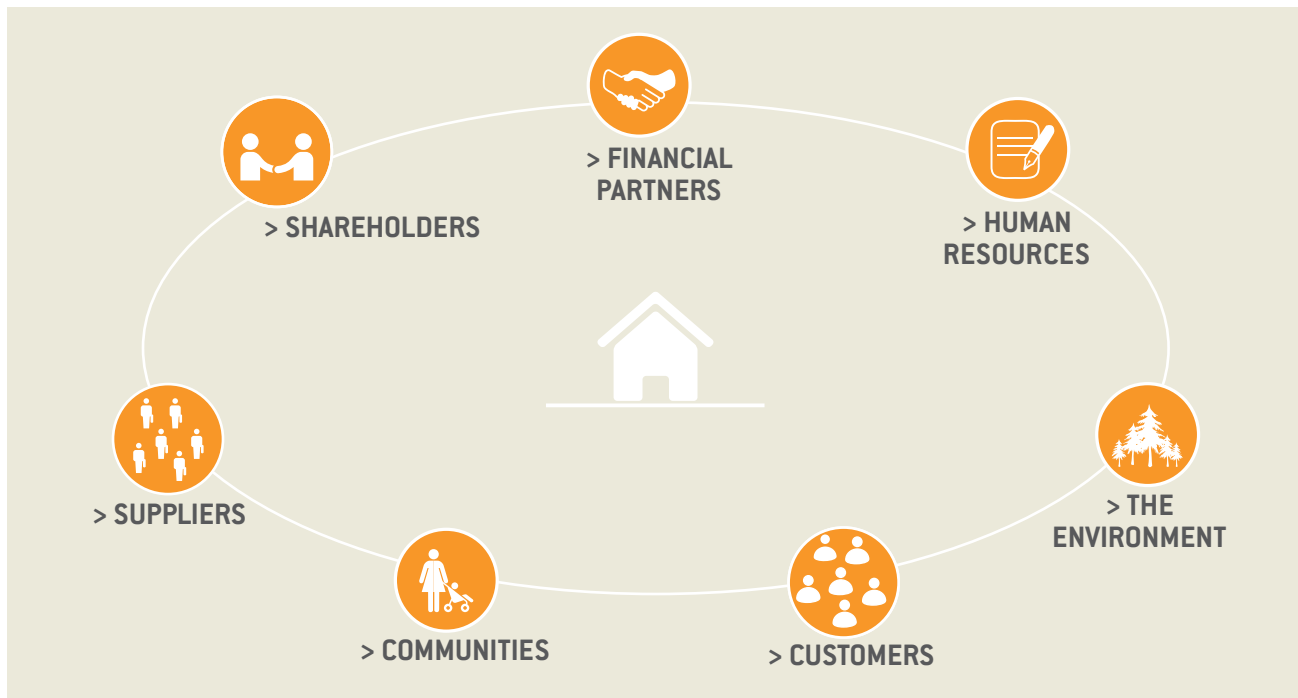 > FINANCIAL
PARTNERS
> SHAREHOLDERS
> HUMAN
RESOURCES
> SUPPLIERS
> THE
ENVIRONMENT
> COMMUNITIES
> CUSTOMERS